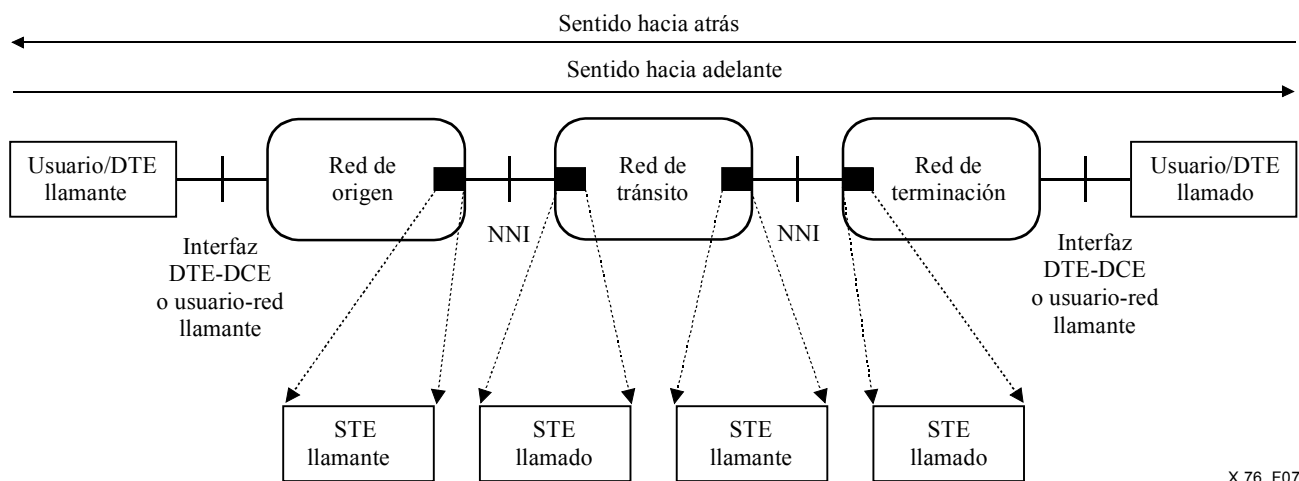 Sentido hacia atrás
Sentido hacia adelante
Usuario/DTE
llamante
Red de
origen
Red de
tránsito
Red de
terminación
Usuario/DTE
llamado
NNI
NNI
Interfaz
DTE-DCE
o usuario-red
llamante
Interfaz
DTE-DCE
o usuario-red
llamante
STE
llamante
STE
llamado
STE
llamante
STE
llamado
X.76_F07